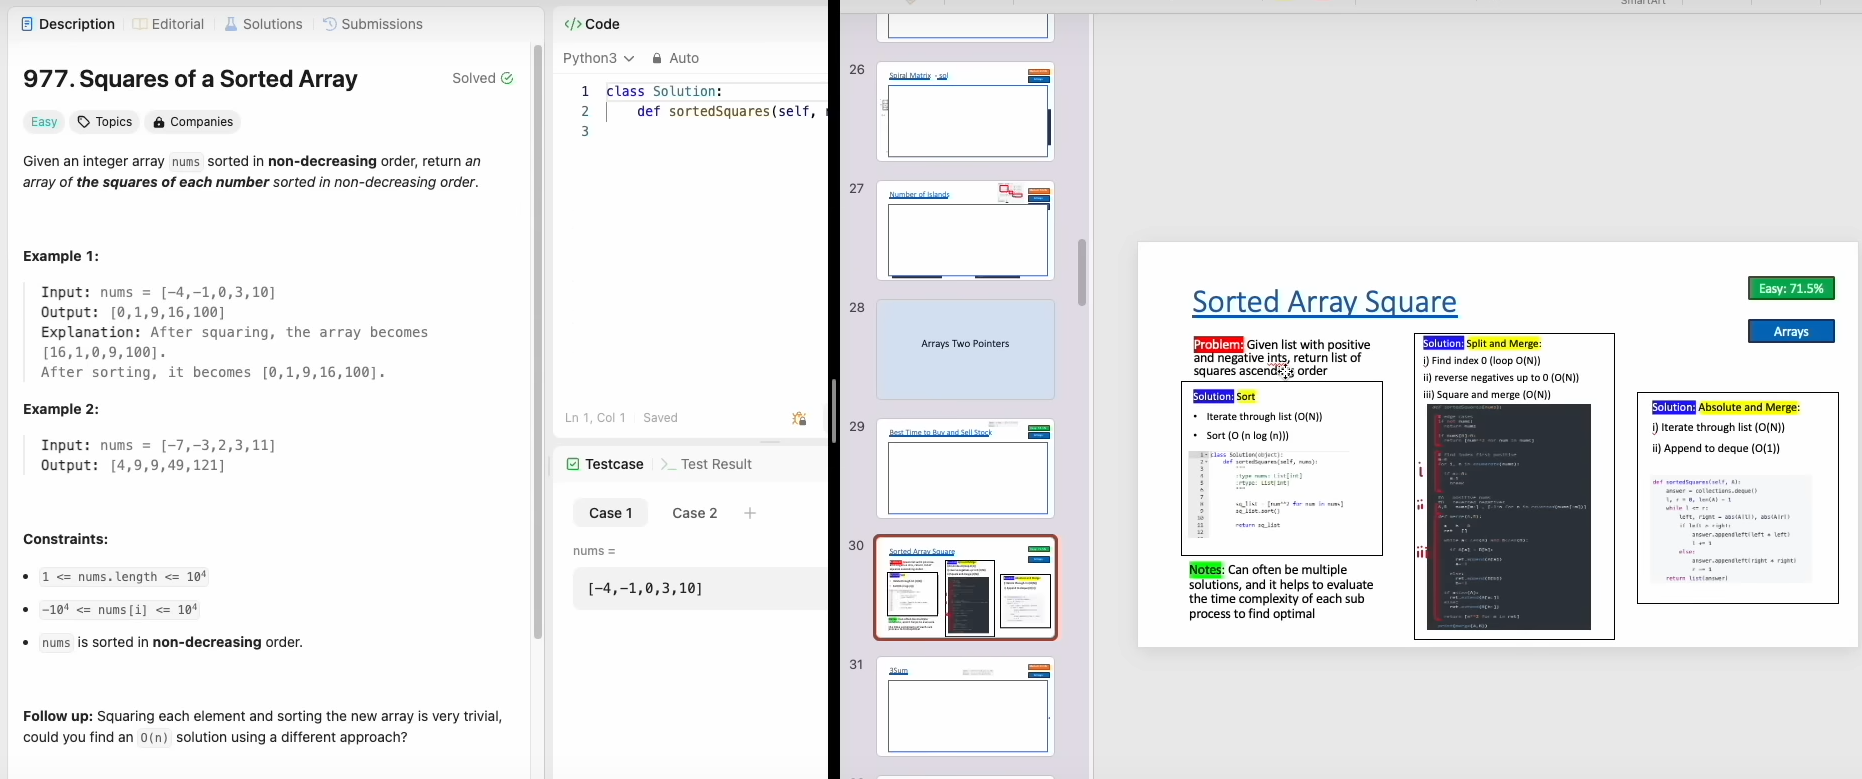 Description
Editorial
Solutions
Submissions
977. Squares of a Sorted Array
Solved
Easy
Topics
Companies
Given an integer array nums sorted in non-decreasing order, return an
array of the squares of each number sorted in non-decreasing order.
Example 1:
Input: nums = [-4,-1,0,3,10]
Output: [0,1,9,16,100]
Explanation: After squaring, the array becomes
[16,1,0,9,100].
After sorting, it becomes [0,1,9,16,100].
Example 2:
Input: nums = [-7,-3,2,3,11]
Output: [4,9,9,49,121]
Constraints:
• 1 <= nums.length <= 10⁴
• -10⁴ <= nums[i] <= 10⁴
• nums is sorted in non-decreasing order.
Follow up: Squaring each element and sorting the new array is very trivial,
could you find an O(n) solution using a different approach?
</> Code
Python3
Auto
1 class Solution:
2 def sortedSquares(self,
3
Ln 1, Col 1 Saved
Testcase
Test Result
Case 1
Case 2
+
nums =
[-4,-1,0,3,10]
26
Spiral Matrix - sol
27
Number of Islands
28
Arrays Two Pointers
29
Best Time to Buy and Sell Stock
30
Sorted Array Square
31
3Sum
SmartArt
Sorted Array Square
Easy: 71.5%
Arrays
Problem: Given list with positive
and negative ints, return list of
squares ascending order
Solution: Sort
• Iterate through list (O(N))
• Sort (O (n log (n)))
class Solution(object):
def sortedSquares(self, nums):
"""
:type nums: List[int]
:rtype: List[int]
"""
sq_list = [num**2 for num in nums]
sq_list.sort()
return sq_list
Notes: Can often be multiple
solutions, and it helps to evaluate
the time complexity of each sub
process to find optimal
Solution: Split and Merge:
i) Find index 0 (loop O(N))
ii) reverse negatives up to 0 (O(N))
iii) Square and merge (O(N))
i
ii
iii
Solution: Absolute and Merge:
i) Iterate through list (O(N))
ii) Append to deque (O(1))
def sortedSquares(self, A):
answer = collections.deque()
l, r = 0, len(A) - 1
while l <= r:
left, right = abs(A[l]), abs(A[r])
if left > right:
answer.appendleft(left * left)
l += 1
else:
answer.appendleft(right * right)
r -= 1
return list(answer)